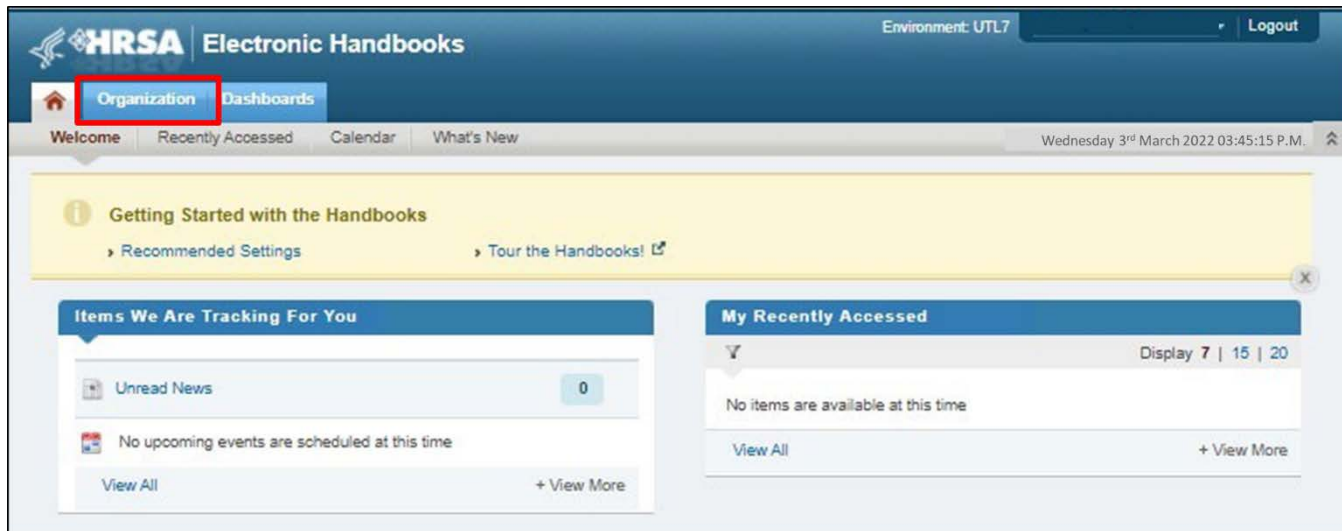 Environment: UTL7 Logout
HRSA Electronic Handbooks
Organization Dashboards
Welcome Recently Accessed Calendar What's New Wednesday 3rd March 2022 03:45:15 P.M.
Getting Started with the Handbooks
Recommended Settings Tour the Handbooks!
X
Items We Are Tracking For You
Unread News 0
No upcoming events are scheduled at this time
View All + View More
My Recently Accessed
Display 7 | 15 | 20
No items are available at this time
View All + View More